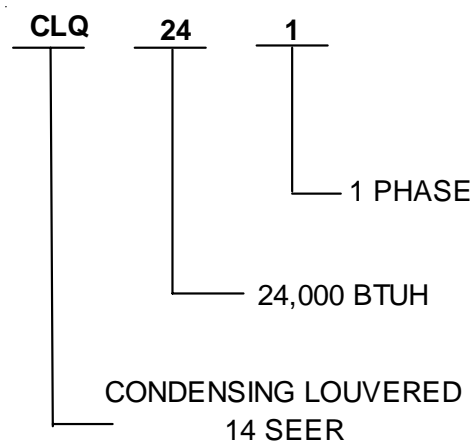 CLQ 24 1
1 PHASE
24,000 BTUH
CONDENSING LOUVERED
14 SEER